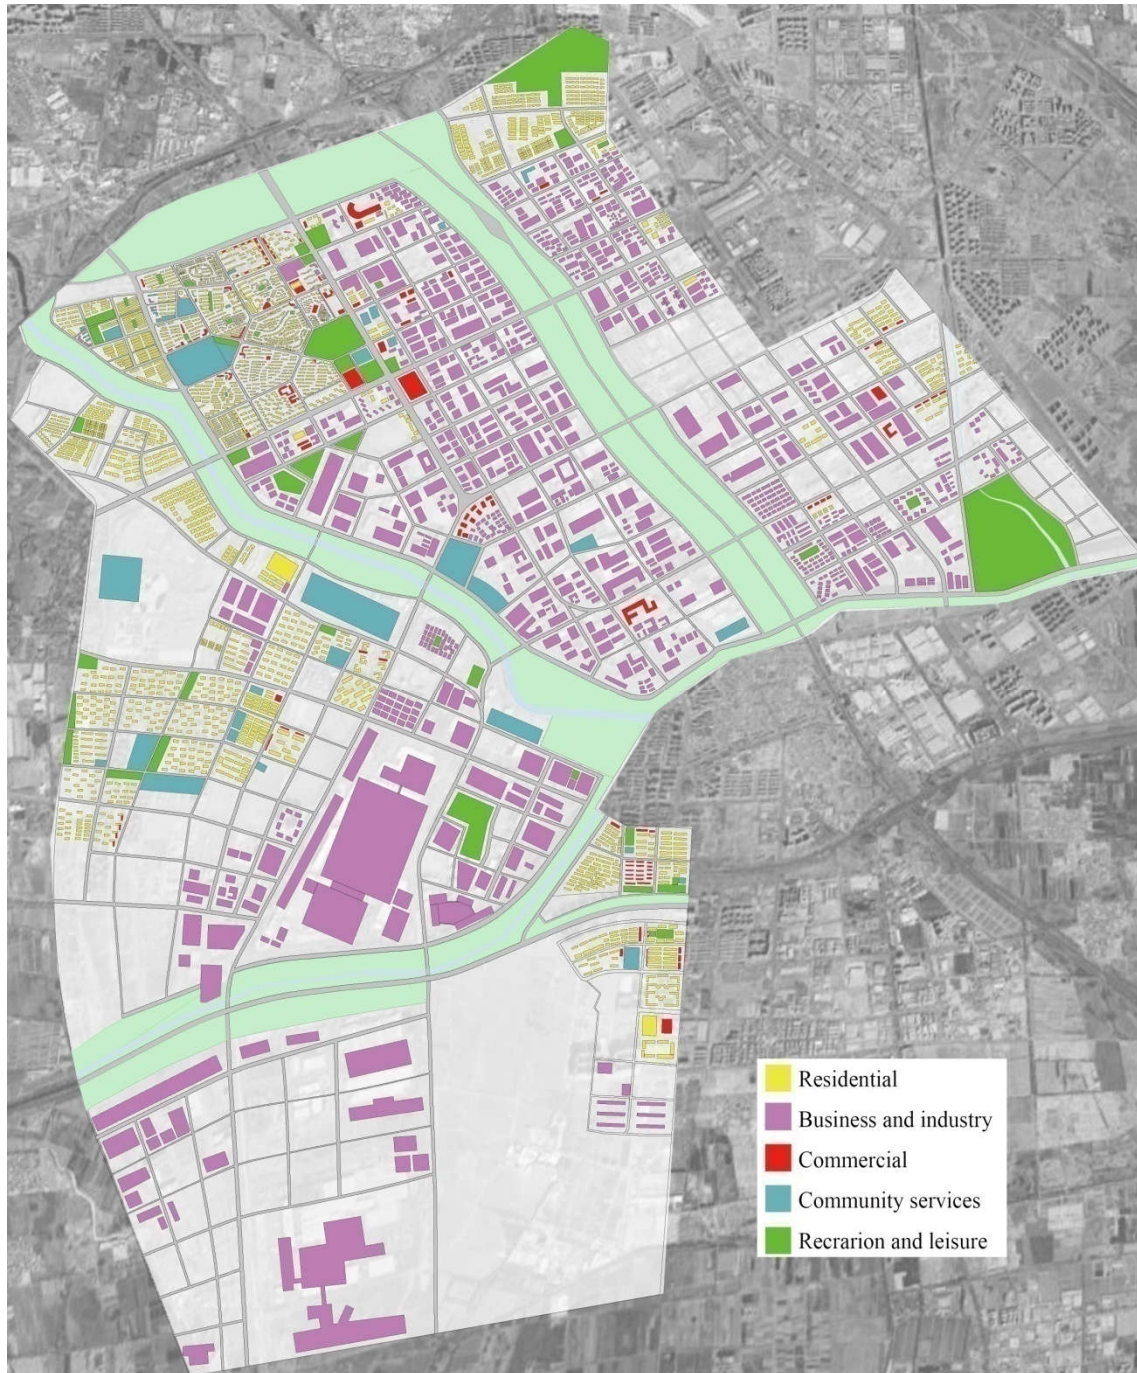 Residential
Business and industry
Commercial
Community services
Recrarion and leisure